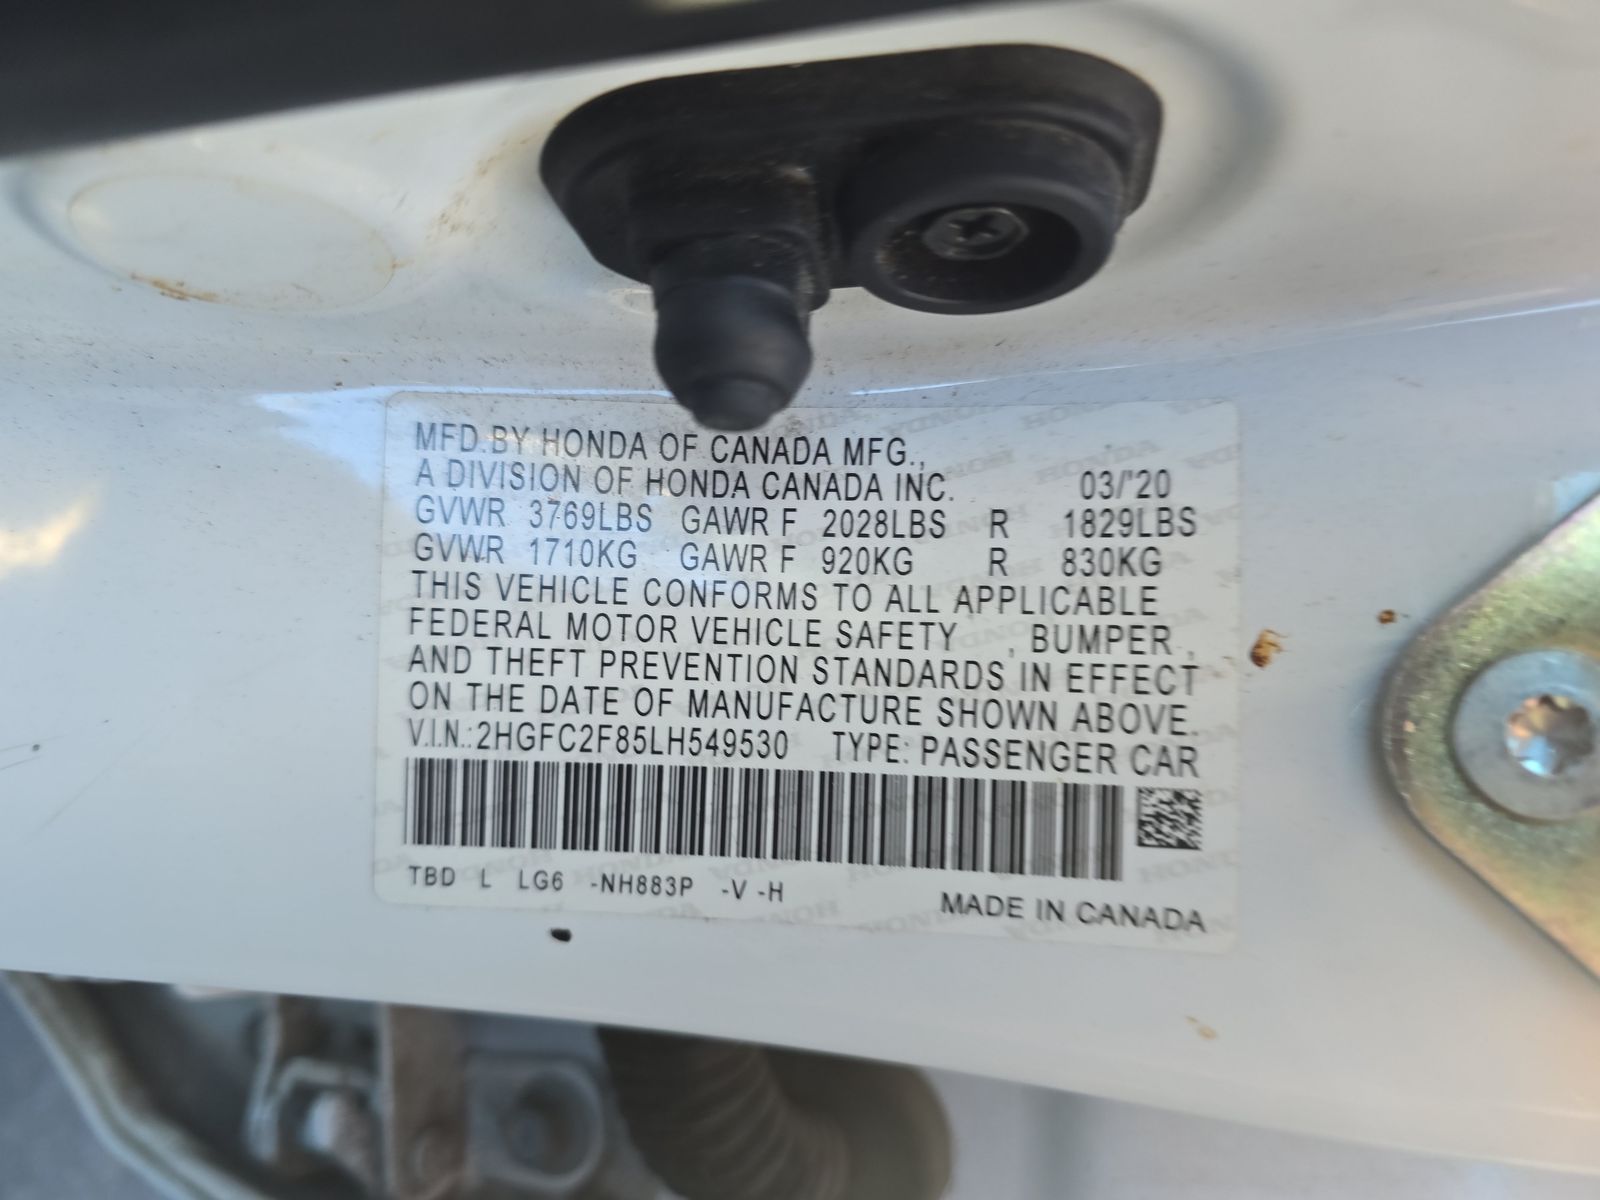 MFD.BY HONDA OF CANADA MFG.,
A DIVISION OF HONDA CANADA INC. 03/'20
GVWR 3769LBS GAWR F 2028LBS R 1829LBS
GVWR 1710KG GAWR F 920KG R 830KG
THIS VEHICLE CONFORMS TO ALL APPLICABLE
FEDERAL MOTOR VEHICLE SAFETY , BUMPER ,
AND THEFT PREVENTION STANDARDS IN EFFECT
ON THE DATE OF MANUFACTURE SHOWN ABOVE.
V.I.N.: 2HGFC2F85LH549530 TYPE: PASSENGER CAR
TBD L LG6 -NH883P -V -H
MADE IN CANADA